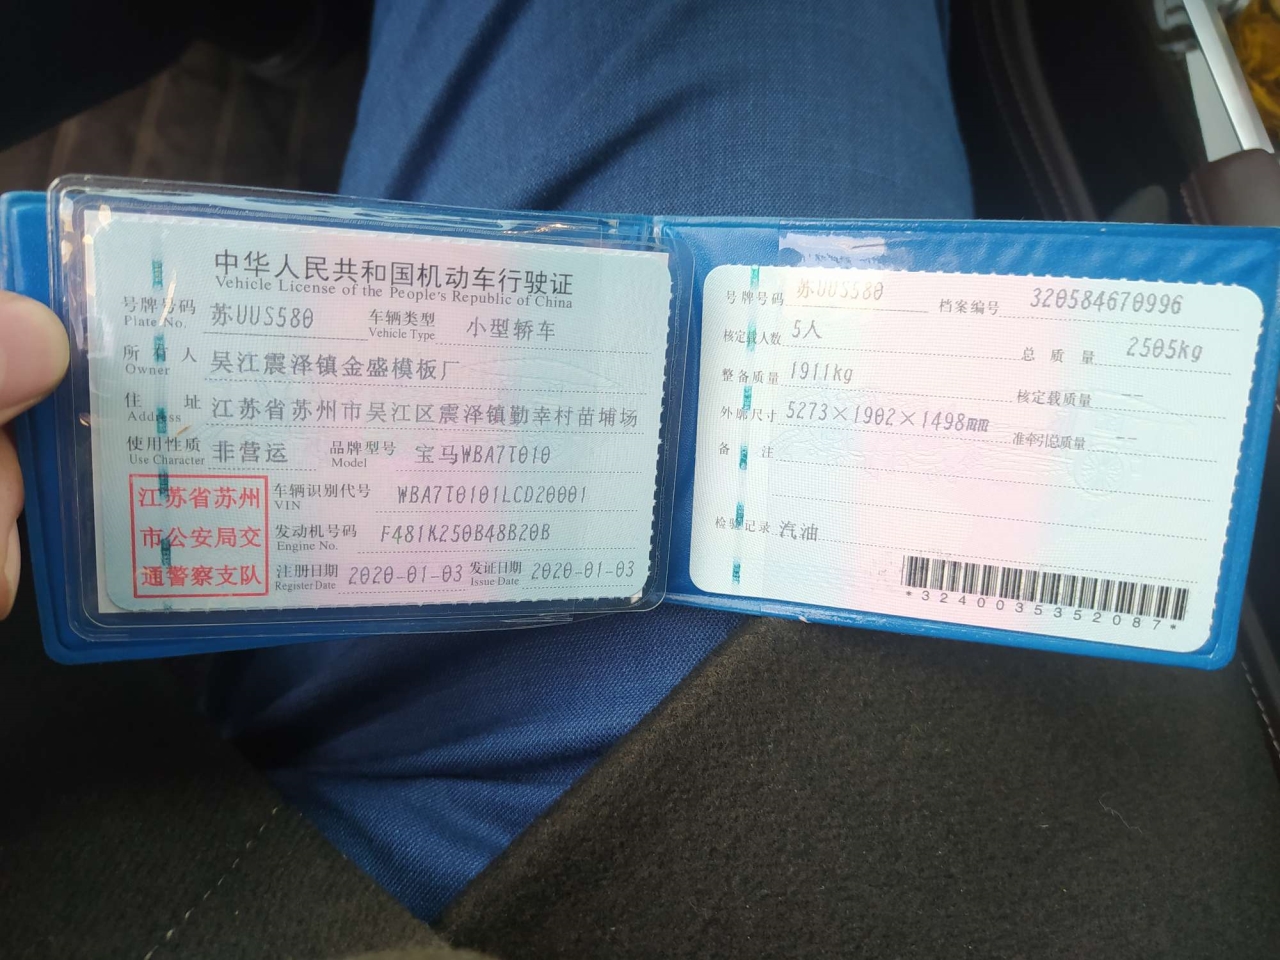 中华人民共和国机动车行驶证
Vehicle License of the People's Republic of China
号牌号码 苏UUS580 车辆类型 小型轿车
Plate No. Vehicle Type
所有人 吴江震泽镇金盛模板厂
Owner
住址 江苏省苏州市吴江区震泽镇勤幸村苗埔场
Address
使用性质 非营运 品牌型号 宝马WBA7T010
Use Character Model
江苏省苏州
市公安局交
通警察支队
车辆识别代号 WBA7T0101LCD20001
VIN
发动机号码 F481K250B48B20B
Engine No.
注册日期 2020-01-03 发证日期 2020-01-03
Register Date Issue Date
号牌号码 苏UUS580 档案编号 320584670996
核定载人数 5人 总质量 2505kg
整备质量 1911kg 核定载质量 --
外廓尺寸 5273×1902×1498mm 准牵引总质量 --
备注
检验记录 汽油
*3240035352087*